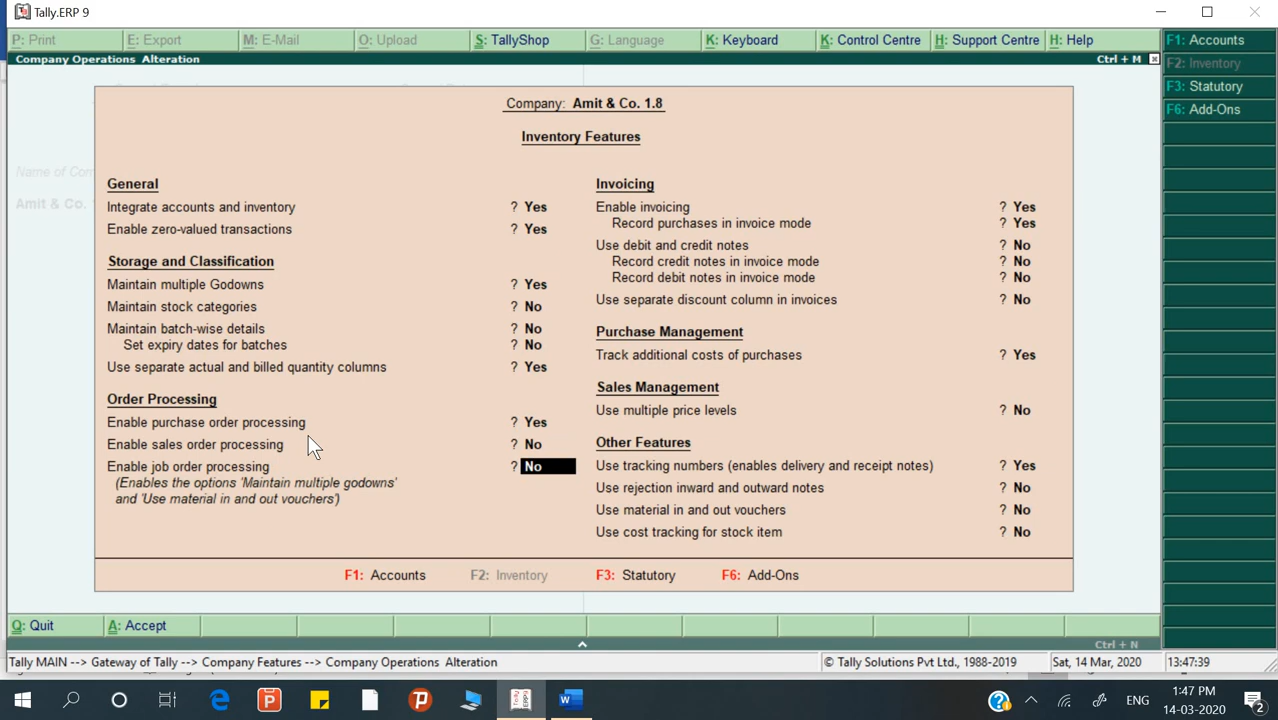 Tally.ERP 9
P: Print E: Export M: E-Mail O: Upload S: TallyShop G: Language K: Keyboard K: Control Centre H: Support Centre H: Help F1: Accounts
Company Operations Alteration Ctrl + M
F2: Inventory
F3: Statutory
F6: Add-Ons
Company: Amit & Co. 1.8
Inventory Features
Name of Com
Amit & Co. 1
General
Integrate accounts and inventory ? Yes
Enable zero-valued transactions ? Yes
Storage and Classification
Maintain multiple Godowns ? Yes
Maintain stock categories ? No
Maintain batch-wise details ? No
Set expiry dates for batches ? No
Use separate actual and billed quantity columns ? Yes
Order Processing
Enable purchase order processing ? Yes
Enable sales order processing ? No
Enable job order processing ? No
(Enables the options 'Maintain multiple godowns'
and 'Use material in and out vouchers')
Invoicing
Enable invoicing ? Yes
Record purchases in invoice mode ? Yes
Use debit and credit notes ? No
Record credit notes in invoice mode ? No
Record debit notes in invoice mode ? No
Use separate discount column in invoices ? No
Purchase Management
Track additional costs of purchases ? Yes
Sales Management
Use multiple price levels ? No
Other Features
Use tracking numbers (enables delivery and receipt notes) ? Yes
Use rejection inward and outward notes ? No
Use material in and out vouchers ? No
Use cost tracking for stock item ? No
F1: Accounts F2: Inventory F3: Statutory F6: Add-Ons
Q: Quit A: Accept
Ctrl + N
Tally MAIN --> Gateway of Tally --> Company Features --> Company Operations Alteration © Tally Solutions Pvt Ltd., 1988-2019 Sat, 14 Mar, 2020 13:47:39
ENG 1:47 PM
14-03-2020 2